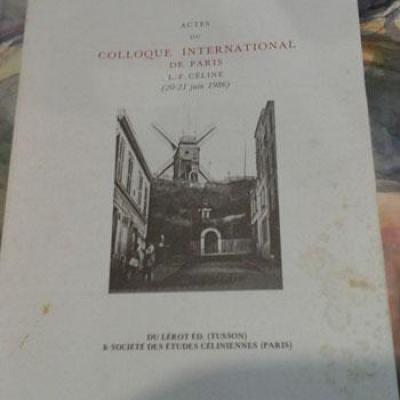 ACTES
DU
COLLOQUE INTERNATIONAL
DE PARIS
L.-F. CÉLINE
(20-21 juin 1986)
DU LÉROT ÉD. (TUSSON)
& SOCIÉTÉ DES ÉTUDES CÉLINIENNES (PARIS)